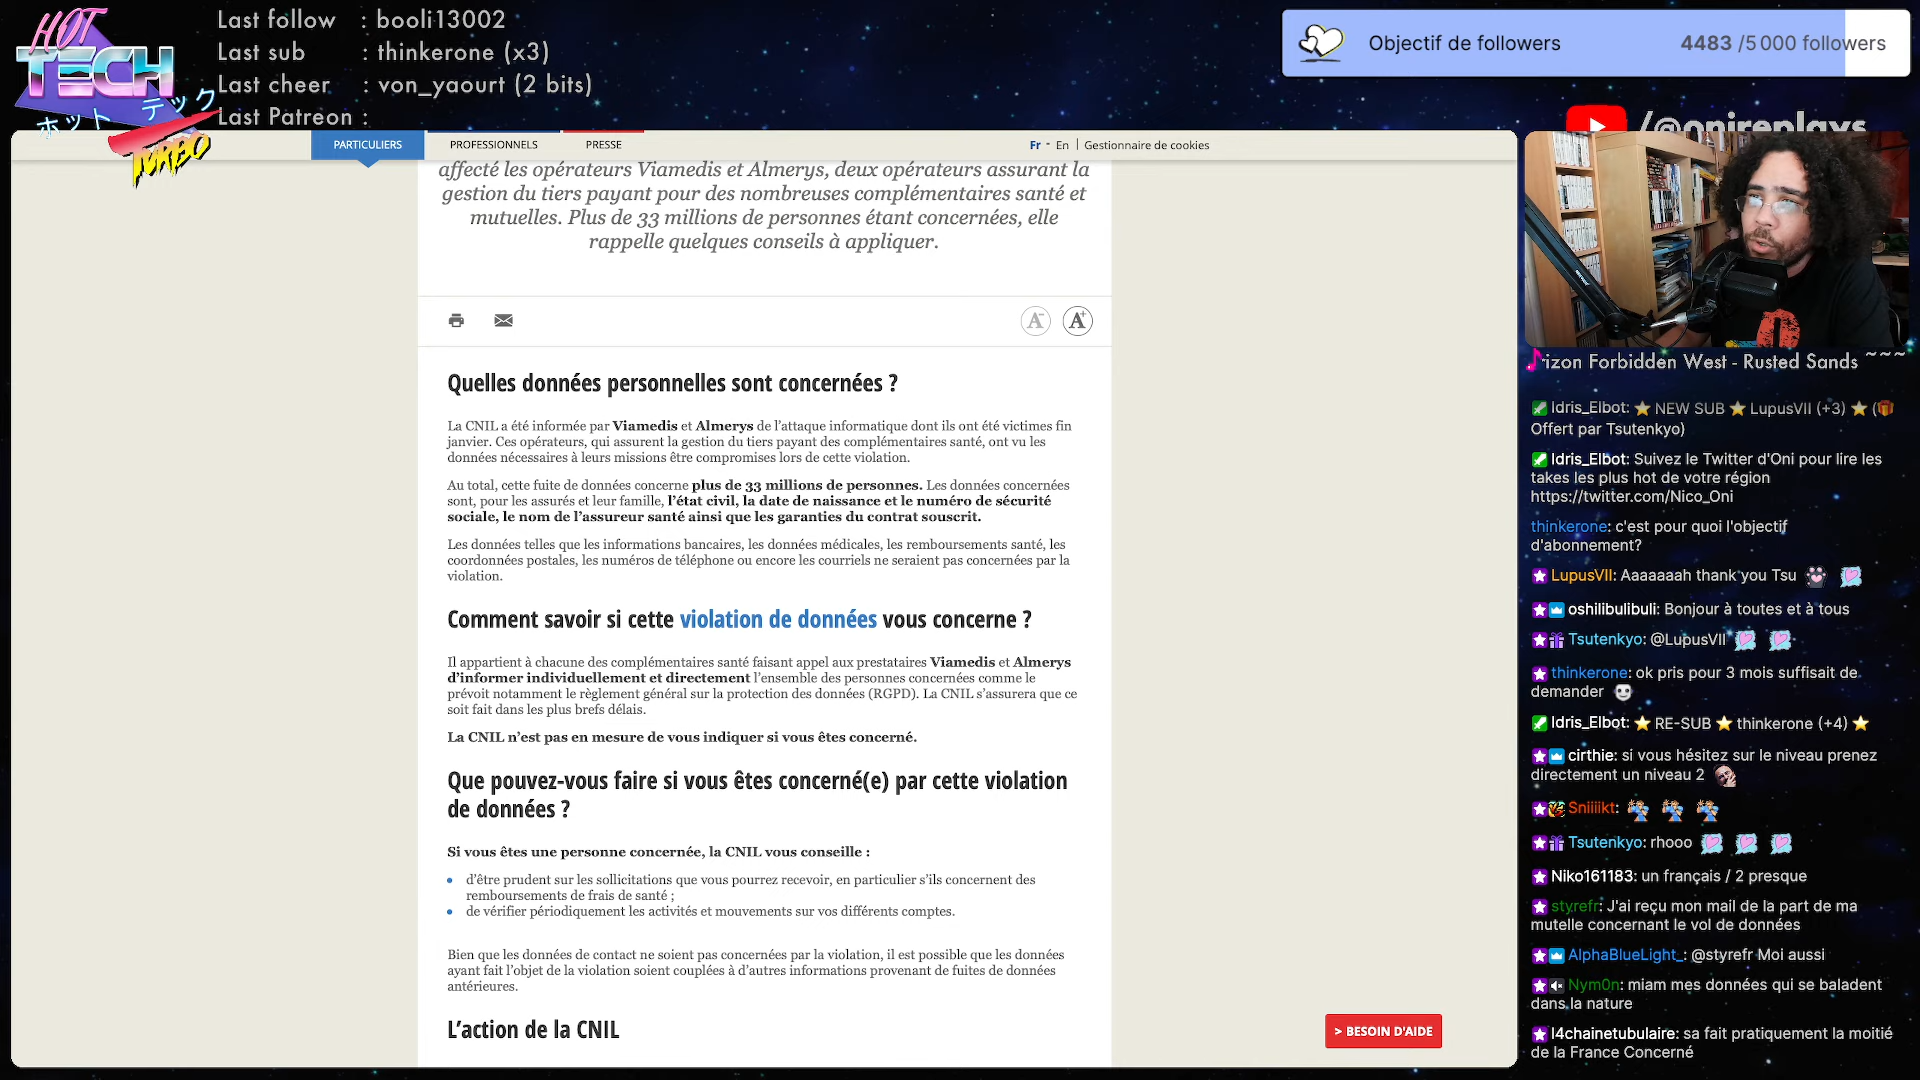 HOT
TECH
ホット テック
TURBO
Last follow : booli13002
Last sub : thinkerone (x3)
Last cheer : von_yaourt (2 bits)
Last Patreon :
Objectif de followers 4483 /5 000 followers
/@onireplays
PARTICULIERS PROFESSIONNELS PRESSE Fr - En | Gestionnaire de cookies
affecté les opérateurs Viamedis et Almerys, deux opérateurs assurant la
gestion du tiers payant pour des nombreuses complémentaires santé et
mutuelles. Plus de 33 millions de personnes étant concernées, elle
rappelle quelques conseils à appliquer.
A- A+
Quelles données personnelles sont concernées ?
La CNIL a été informée par Viamedis et Almerys de l’attaque informatique dont ils ont été victimes fin
janvier. Ces opérateurs, qui assurent la gestion du tiers payant des complémentaires santé, ont vu les
données nécessaires à leurs missions être compromises lors de cette violation.
Au total, cette fuite de données concerne plus de 33 millions de personnes. Les données concernées
sont, pour les assurés et leur famille, l’état civil, la date de naissance et le numéro de sécurité
sociale, le nom de l’assureur santé ainsi que les garanties du contrat souscrit.
Les données telles que les informations bancaires, les données médicales, les remboursements santé, les
coordonnées postales, les numéros de téléphone ou encore les courriels ne seraient pas concernées par la
violation.
Comment savoir si cette violation de données vous concerne ?
Il appartient à chacune des complémentaires santé faisant appel aux prestataires Viamedis et Almerys
d’informer individuellement et directement l’ensemble des personnes concernées comme le
prévoit notamment le règlement général sur la protection des données (RGPD). La CNIL s’assurera que ce
soit fait dans les plus brefs délais.
La CNIL n’est pas en mesure de vous indiquer si vous êtes concerné.
Que pouvez-vous faire si vous êtes concerné(e) par cette violation
de données ?
Si vous êtes une personne concernée, la CNIL vous conseille :
d’être prudent sur les sollicitations que vous pourrez recevoir, en particulier s’ils concernent des
remboursements de frais de santé ;
de vérifier périodiquement les activités et mouvements sur vos différents comptes.
Bien que les données de contact ne soient pas concernées par la violation, il est possible que les données
ayant fait l’objet de la violation soient couplées à d’autres informations provenant de fuites de données
antérieures.
L’action de la CNIL
> BESOIN D'AIDE
rizon Forbidden West - Rusted Sands ~~~
Idris_Elbot: ⭐ NEW SUB ⭐ LupusVII (+3) ⭐ (🎁
Offert par Tsutenkyo)
Idris_Elbot: Suivez le Twitter d'Oni pour lire les
takes les plus hot de votre région
https://twitter.com/Nico_Oni
thinkerone: c'est pour quoi l'objectif
d'abonnement?
LupusVII: Aaaaaaah thank you Tsu
oshilibulibuli: Bonjour à toutes et à tous
Tsutenkyo: @LupusVII
thinkerone: ok pris pour 3 mois suffisait de
demander
Idris_Elbot: ⭐ RE-SUB ⭐ thinkerone (+4) ⭐
cirthie: si vous hésitez sur le niveau prenez
directement un niveau 2
Sniiiikt:
Tsutenkyo: rhooo
Niko161183: un français / 2 presque
styrefr: J'ai reçu mon mail de la part de ma
mutelle concernant le vol de données
AlphaBlueLight_: @styrefr Moi aussi
Nym0n: miam mes données qui se baladent
dans la nature
l4chainetubulaire: sa fait pratiquement la moitié
de la France Concerné